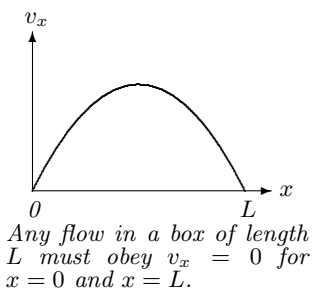 v_x
x
0
L
Any flow in a box of length
L must obey v_x = 0 for
x = 0 and x = L.